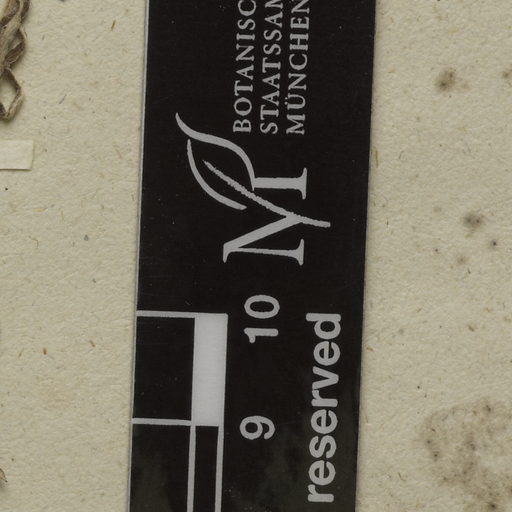 BOTANISC
STAATSSAM
MÜNCHEN
9 10
reserved